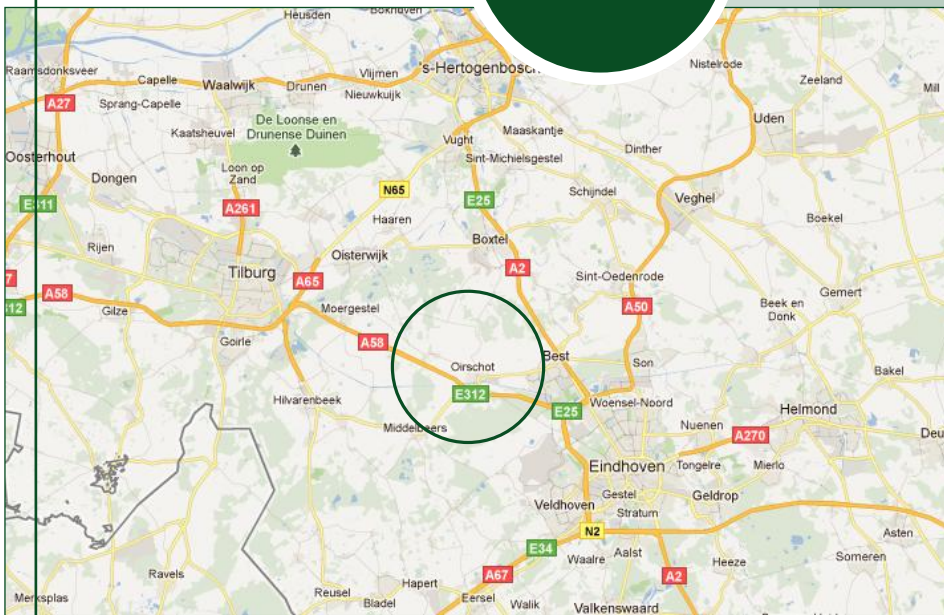 Heusden
Nistelrode
Raamsdonksveer
Capelle
Waalwijk
Drunen
Vlijmen
Nieuwkuijk
Zeeland
Mill
A27
Sprang-Capelle
De Loonse en
Drunense Duinen
Kaatsheuvel
Maaskantje
Uden
Oosterhout
Vught
Sint-Michielsgestel
Dinther
Dongen
Loon op
Zand
N65
Schijndel
Veghel
A261
E25
Haaren
Boekel
Rijen
Oisterwijk
Boxtel
Tilburg
A65
A2
Sint-Oedenrode
Gemert
A58
Gilze
Moergestel
A50
Beek en
Donk
Goirle
A58
Best
Son
Oirschot
Bakel
Hilvarenbeek
E312
E25
Woensel-Noord
Helmond
Middelbeers
Nuenen
A270
Eindhoven
Tongelre
Mierlo
Veldhoven
Gestel
Geldrop
Stratum
N2
Asten
E34
Waalre
Aalst
Heeze
Someren
Ravels
A67
A2
Merksplas
Reusel
Hapert
Bladel
Eersel
Walik
Valkenswaard